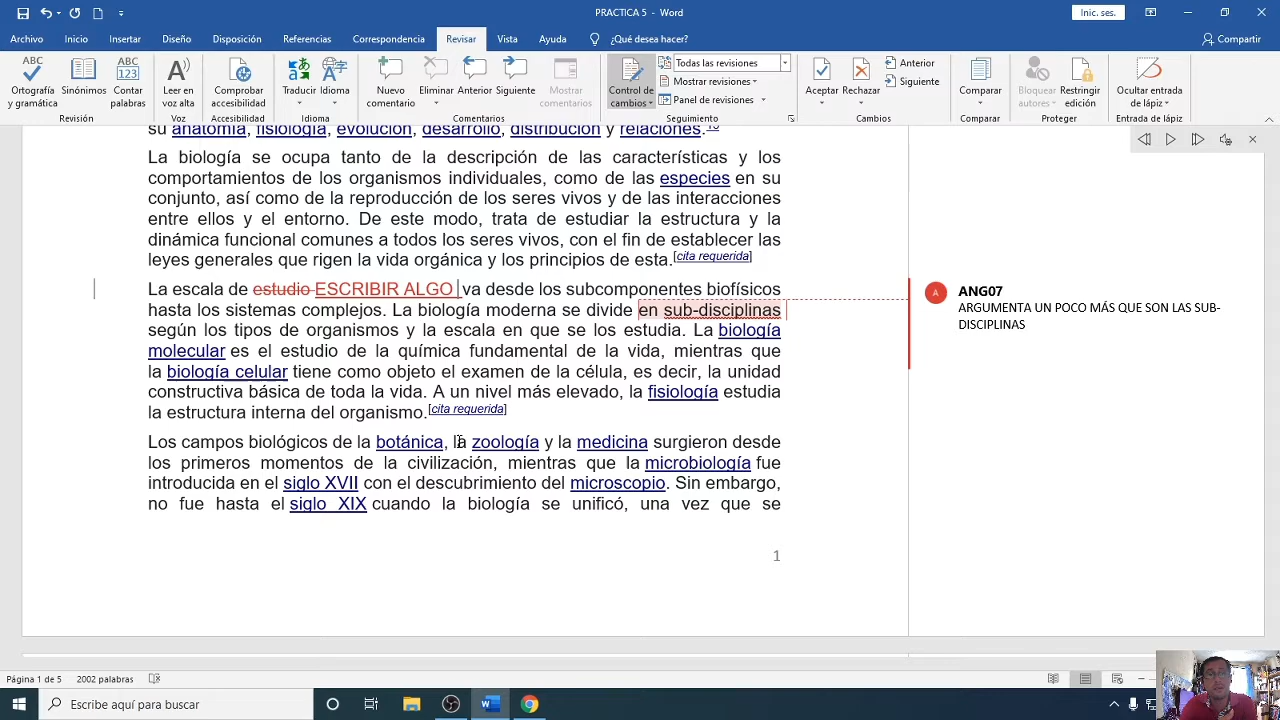 PRACTICA 5 - Word
Inic. ses.
Archivo Inicio Insertar Diseño Disposición Referencias Correspondencia Revisar Vista Ayuda ¿Qué desea hacer? Compartir
ABC
Ortografía y gramática
Sinónimos
ABC
123
Contar palabras
Revisión
Leer en voz alta
Voz
Comprobar accesibilidad
Accesibilidad
Traducir
Idioma
Idioma
Nuevo comentario
Eliminar
Anterior
Siguiente
Mostrar comentarios
Comentarios
Control de cambios
Todas las revisiones
Mostrar revisiones
Panel de revisiones
Seguimiento
Aceptar
Rechazar
Anterior
Siguiente
Cambios
Comparar
Comparar
Bloquear autores
Restringir edición
Proteger
Ocultar entrada de lápiz
Entrada de lápiz
su anatomía, fisiología, evolución, desarrollo, distribución y relaciones.
La biología se ocupa tanto de la descripción de las características y los
comportamientos de los organismos individuales, como de las especies en su
conjunto, así como de la reproducción de los seres vivos y de las interacciones
entre ellos y el entorno. De este modo, trata de estudiar la estructura y la
dinámica funcional comunes a todos los seres vivos, con el fin de establecer las
leyes generales que rigen la vida orgánica y los principios de esta.[cita requerida]
La escala de estudio ESCRIBIR ALGO va desde los subcomponentes biofísicos
hasta los sistemas complejos. La biología moderna se divide en sub-disciplinas
según los tipos de organismos y la escala en que se los estudia. La biología
molecular es el estudio de la química fundamental de la vida, mientras que
la biología celular tiene como objeto el examen de la célula, es decir, la unidad
constructiva básica de toda la vida. A un nivel más elevado, la fisiología estudia
la estructura interna del organismo.[cita requerida]
Los campos biológicos de la botánica, la zoología y la medicina surgieron desde
los primeros momentos de la civilización, mientras que la microbiología fue
introducida en el siglo XVII con el descubrimiento del microscopio. Sin embargo,
no fue hasta el siglo XIX cuando la biología se unificó, una vez que se
1
A
ANG07
ARGUMENTA UN POCO MÁS QUE SON LAS SUB-
DISCIPLINAS
Página 1 de 5 2002 palabras
Escribe aquí para buscar